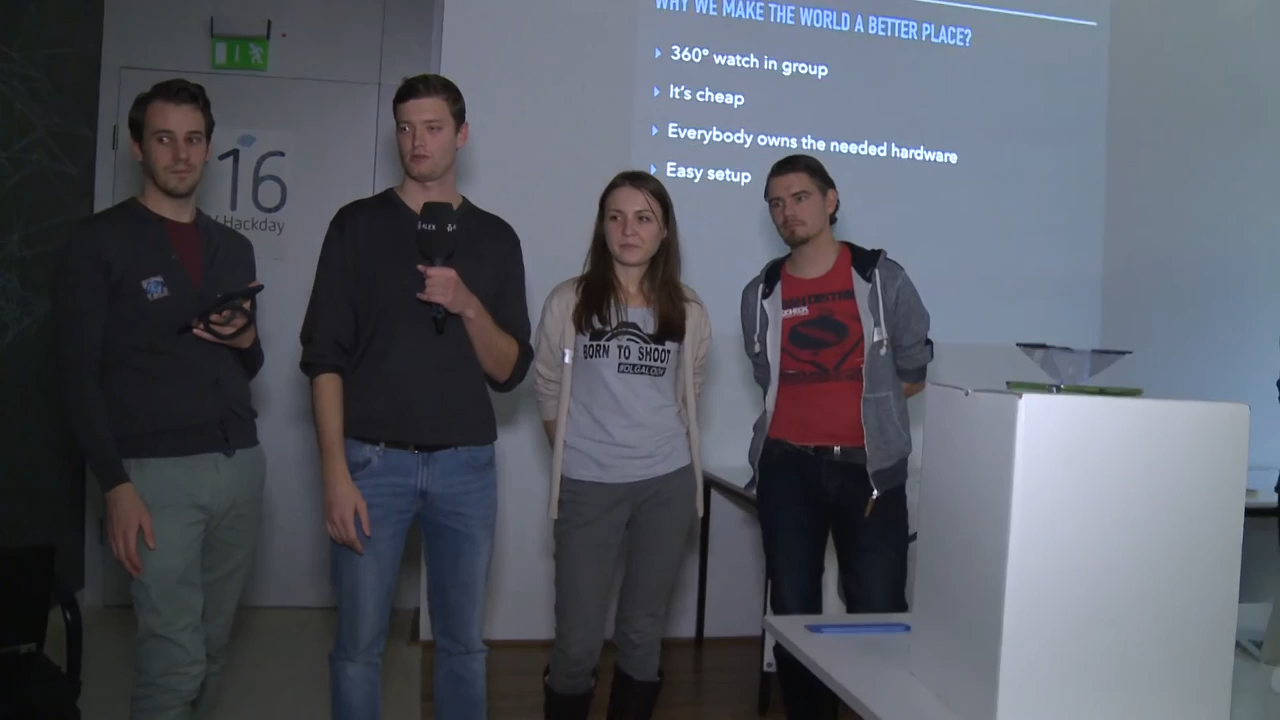 WHY WE MAKE THE WORLD A BETTER PLACE?
360° watch in group
It's cheap
Everybody owns the needed hardware
Easy setup
16
Hackday
BORN TO SHOOT